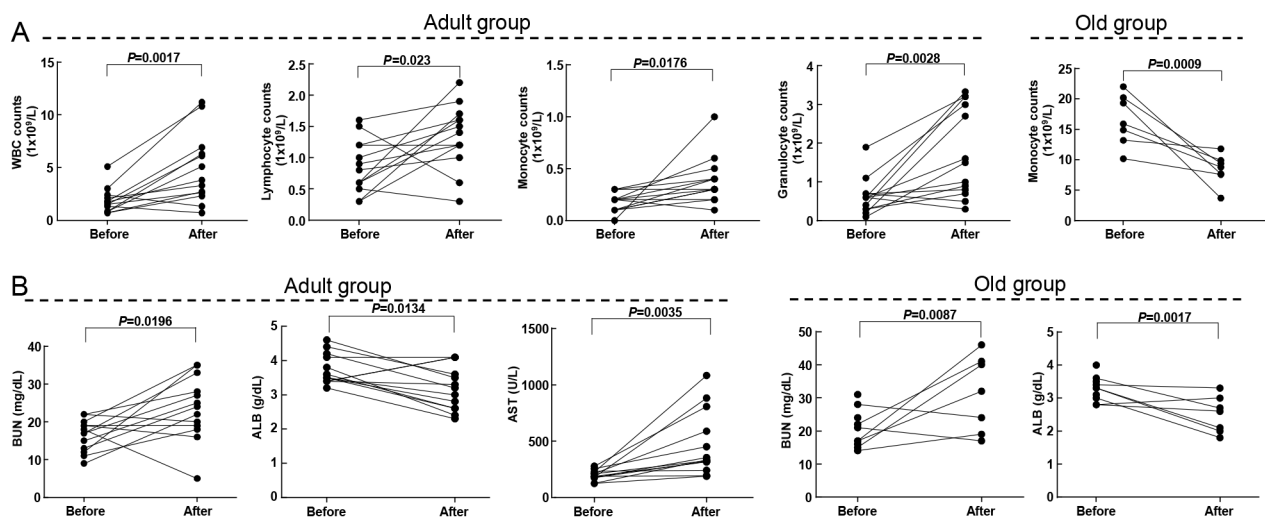 A
Adult group
Old group
P=0.0017
WBC counts
(1x10⁹/L)
15
10
5
0
Before
After
P=0.023
Lymphocyte counts
(1x10⁹/L)
2.5
2.0
1.5
1.0
0.5
0.0
Before
After
P=0.0176
Monocyte counts
(1x10⁹/L)
1.5
1.0
0.5
0.0
Before
After
P=0.0028
Granulocyte counts
(1x10⁹/L)
4
3
2
1
0
Before
After
P=0.0009
Monocyte counts
(1x10⁹/L)
25
20
15
10
5
0
Before
After
B
Adult group
Old group
P=0.0196
BUN (mg/dL)
40
30
20
10
0
Before
After
P=0.0134
ALB (g/dL)
5
4
3
2
1
0
Before
After
P=0.0035
AST (U/L)
1500
1000
500
0
Before
After
P=0.0087
BUN (mg/dL)
50
40
30
20
10
0
Before
After
P=0.0017
ALB (g/dL)
5
4
3
2
1
0
Before
After